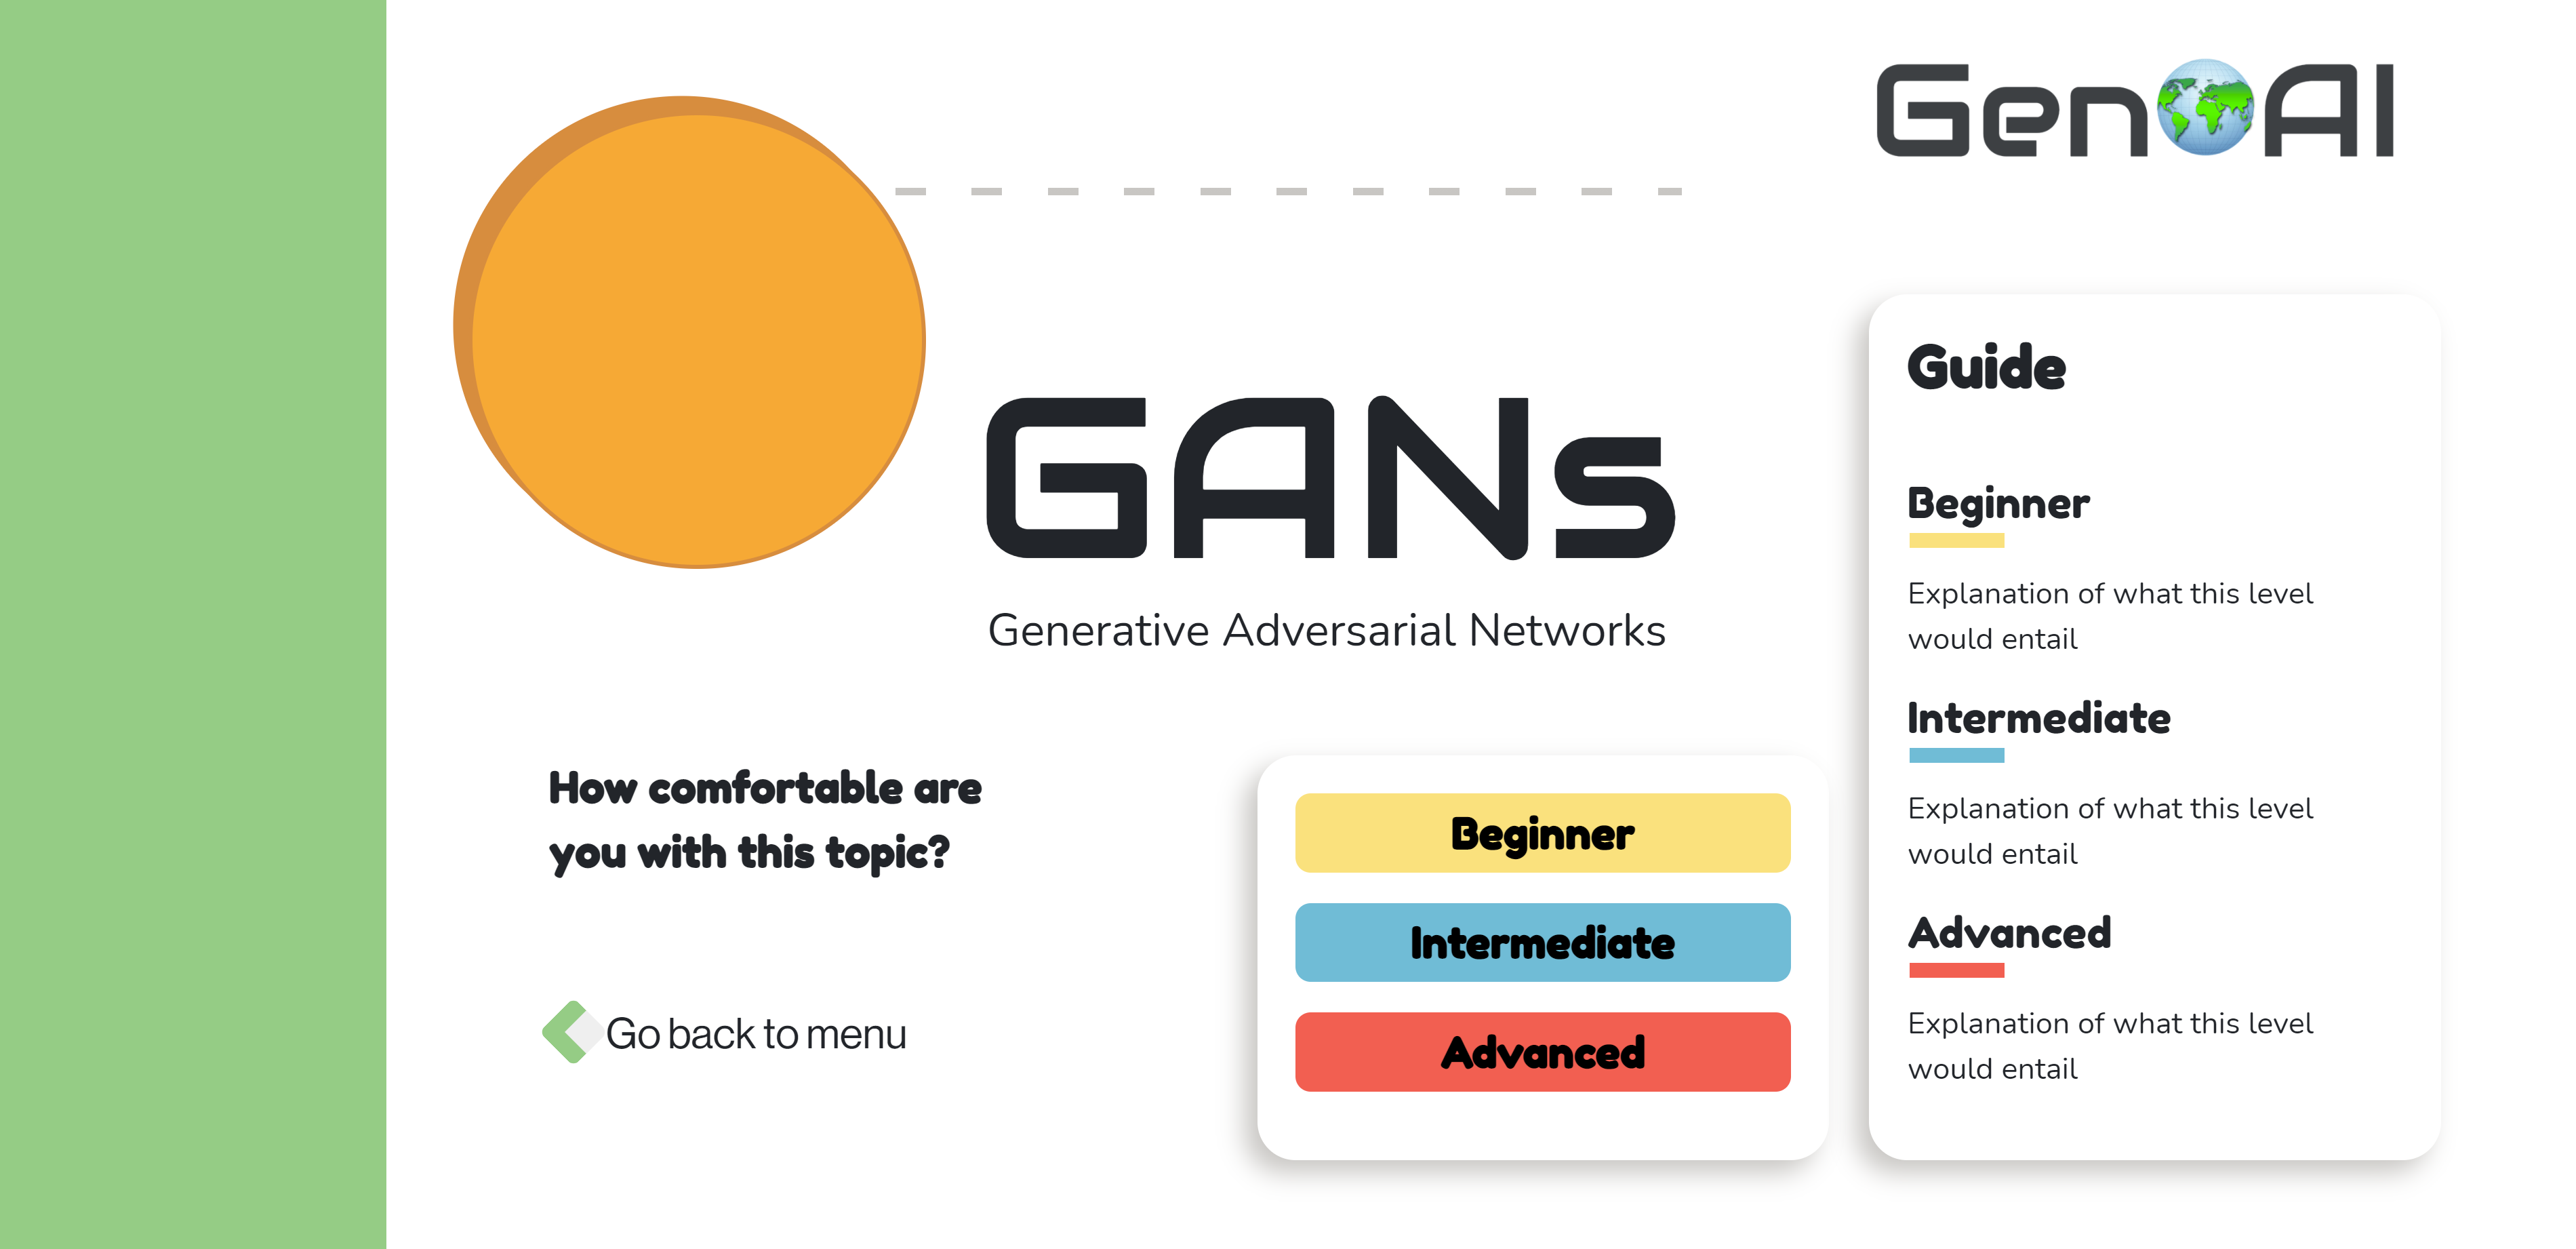 Gen AI
GANs
Generative Adversarial Networks
How comfortable are
you with this topic?
Go back to menu
Beginner
Intermediate
Advanced
Guide
Beginner
Explanation of what this level
would entail
Intermediate
Explanation of what this level
would entail
Advanced
Explanation of what this level
would entail